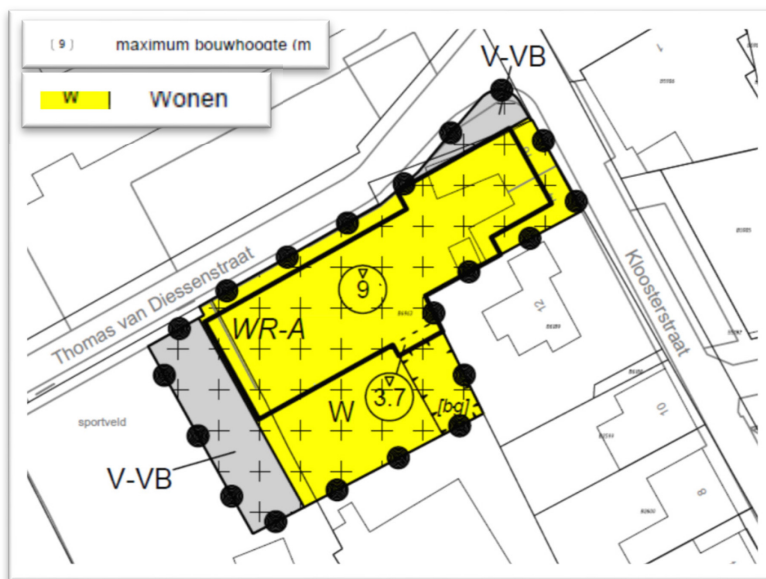 [ 9 ] maximum bouwhoogte (m
W Wonen
V-VB
Thomas van Diessenstraat
9
WR-A
Kloosterstraat
12
3.7
W
[bg]
sportveld
10
V-VB
8